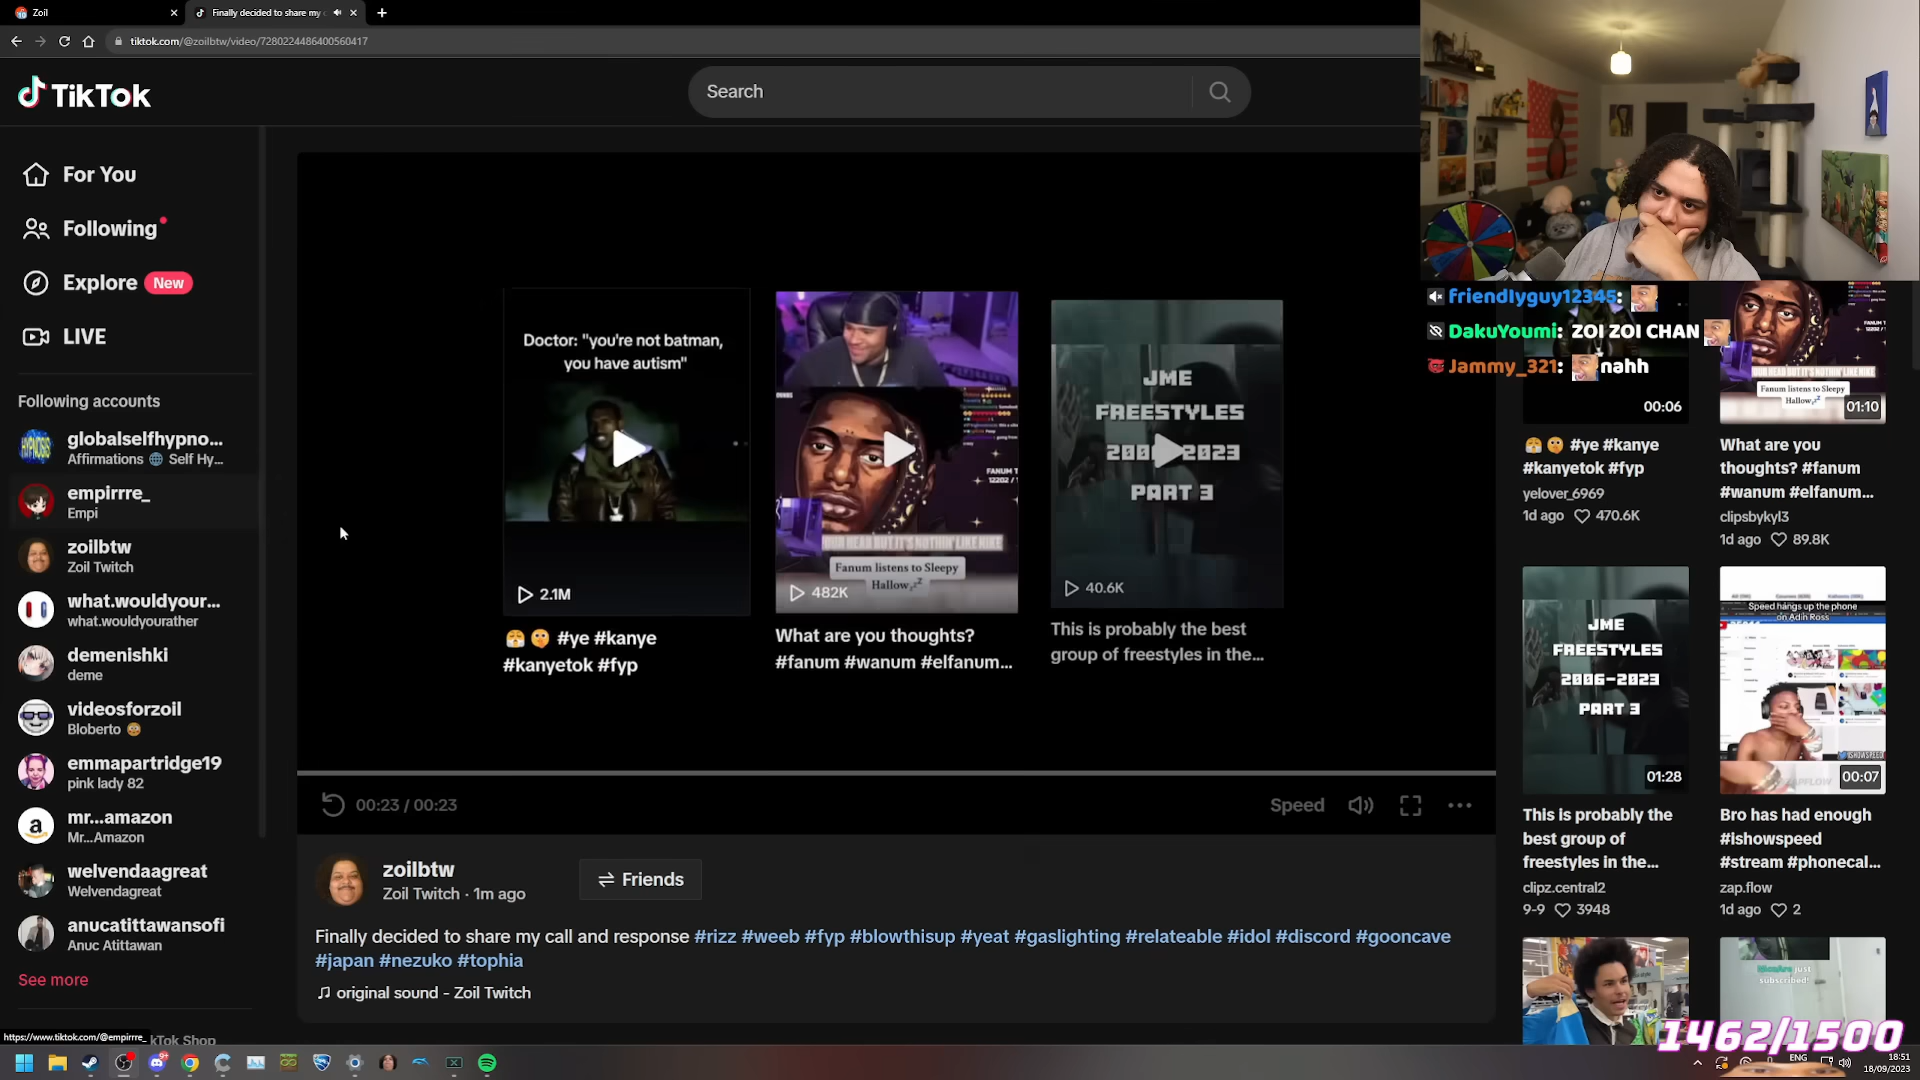 Zoil
Finally decided to share my
tiktok.com/@zoilbtw/video/7280224486400560417
TikTok
Search
For You
Following
Explore New
LIVE
Following accounts
globalselfhypno...
Affirmations 🌐 Self Hy...
empirrre_
Empi
zoilbtw
Zoil Twitch
what.wouldyour...
what.wouldyourather
demenishki
deme
videosforzoil
Bloberto 🤓
emmapartridge19
pink lady 82
mr...amazon
Mr...Amazon
welvendaagreat
Welvendagreat
anucatittawansofi
Anuc Atittawan
See more
https://www.tiktok.com/@empirrre_
kTok Shop
Doctor: "you're not batman,
you have autism"
2.1M
😤 🤫 #ye #kanye
#kanyetok #fyp
Fanum listens to Sleepy
Hallow
482K
What are you thoughts?
#fanum #wanum #elfanum...
JME
FREESTYLES
2006-2023
PART 3
40.6K
This is probably the best
group of freestyles in the...
00:23 / 00:23
Speed
zoilbtw
Zoil Twitch · 1m ago
Friends
Finally decided to share my call and response #rizz #weeb #fyp #blowthisup #yeat #gaslighting #relateable #idol #discord #gooncave
#japan #nezuko #tophia
♫ original sound - Zoil Twitch
friendlyguy12345:
DakuYoumi: ZOI ZOI CHAN
Jammy_321: nahh
00:06
😤 🤫 #ye #kanye
#kanyetok #fyp
yelover_6969
1d ago 470.6K
Fanum listens to Sleepy
Hallow
01:10
What are you
thoughts? #fanum
#wanum #elfanum...
clipsbykyl3
1d ago 89.8K
JME
FREESTYLES
2006-2023
PART 3
01:28
This is probably the
best group of
freestyles in the...
clipz.central2
9-9 3948
Speed hangs up the phone
on Adin Ross
00:07
Bro has had enough
#ishowspeed
#stream #phonecal...
zap.flow
1d ago 2
just
subscribed!
1462/1500
ENG
18:51
18/09/2023